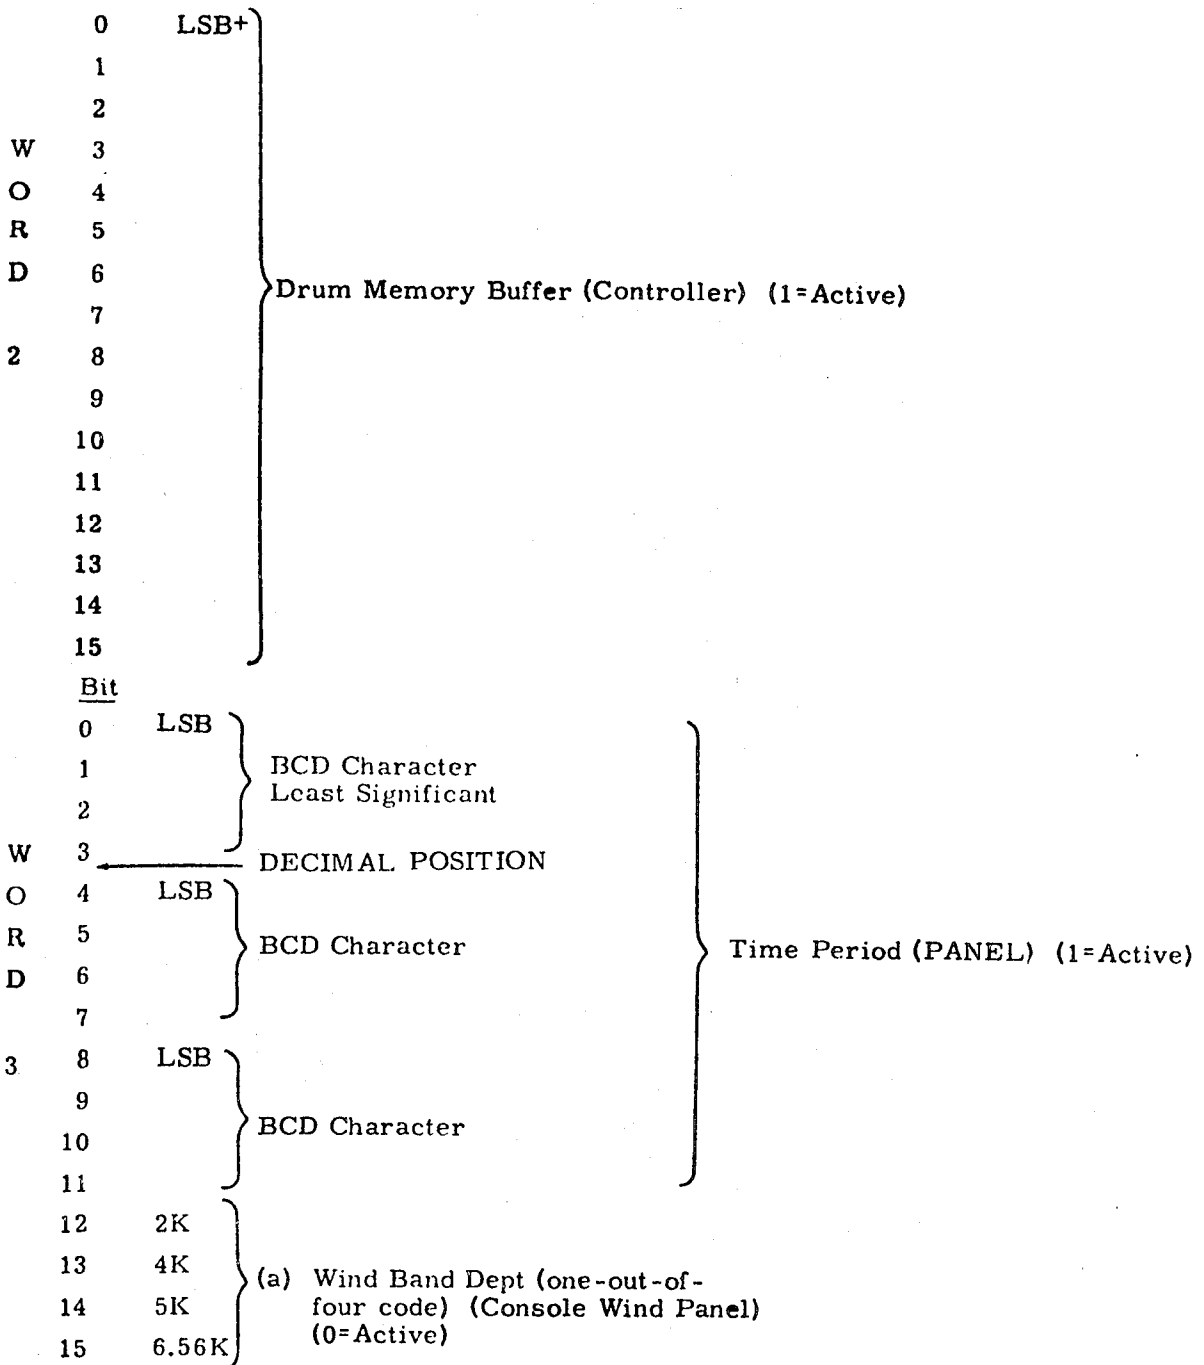 0 LSB+
1
2
W 3
O 4
R 5
D 6
Drum Memory Buffer (Controller) (1=Active)
7
2 8
9
10
11
12
13
14
15
Bit
0 LSB
1 BCD Character
Least Significant
2
W 3
DECIMAL POSITION
O 4 LSB
R 5 BCD Character
Time Period (PANEL) (1=Active)
D 6
7
3 8 LSB
9
BCD Character
10
11
12 2K
13 4K
(a) Wind Band Dept (one-out-of-
14 5K four code) (Console Wind Panel)
(0=Active)
15 6.56K